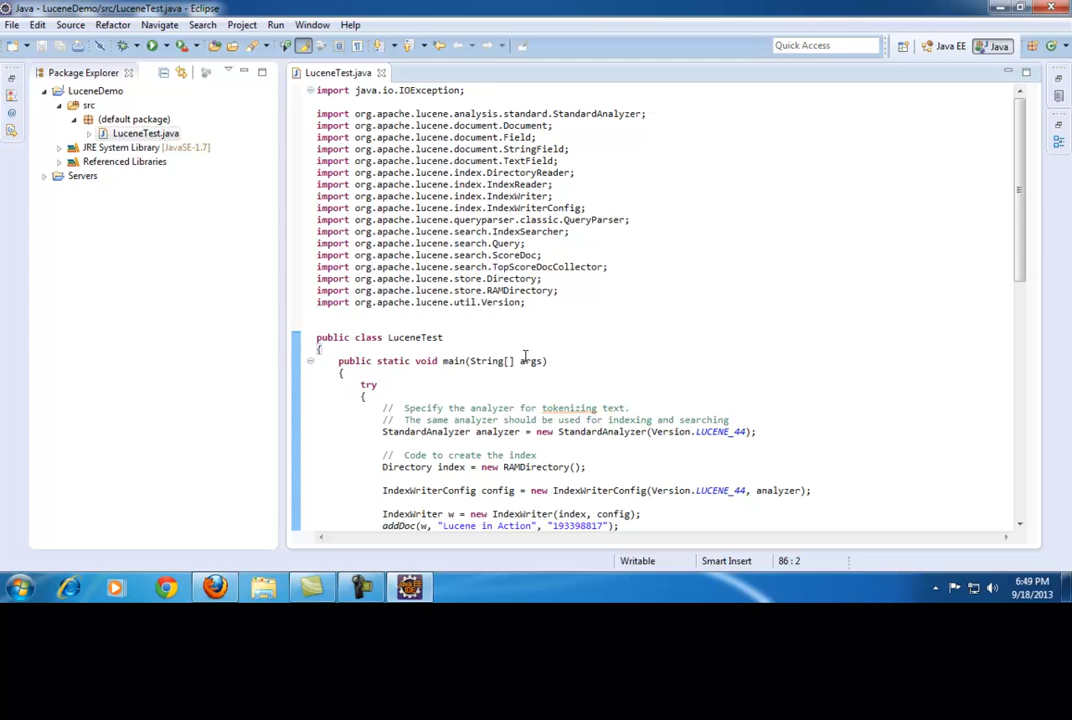 Java - LuceneDemo/src/LuceneTest.java - Eclipse
File Edit Source Refactor Navigate Search Project Run Window Help
Quick Access
Java EE
Java
Package Explorer
LuceneDemo
src
(default package)
LuceneTest.java
JRE System Library [JavaSE-1.7]
Referenced Libraries
Servers
LuceneTest.java
import java.io.IOException;
import org.apache.lucene.analysis.standard.StandardAnalyzer;
import org.apache.lucene.document.Document;
import org.apache.lucene.document.Field;
import org.apache.lucene.document.StringField;
import org.apache.lucene.document.TextField;
import org.apache.lucene.index.DirectoryReader;
import org.apache.lucene.index.IndexReader;
import org.apache.lucene.index.IndexWriter;
import org.apache.lucene.index.IndexWriterConfig;
import org.apache.lucene.queryparser.classic.QueryParser;
import org.apache.lucene.search.IndexSearcher;
import org.apache.lucene.search.Query;
import org.apache.lucene.search.ScoreDoc;
import org.apache.lucene.search.TopScoreDocCollector;
import org.apache.lucene.store.Directory;
import org.apache.lucene.store.RAMDirectory;
import org.apache.lucene.util.Version;
public class LuceneTest
{
public static void main(String[] args)
{
try
{
// Specify the analyzer for tokenizing text.
// The same analyzer should be used for indexing and searching
StandardAnalyzer analyzer = new StandardAnalyzer(Version.LUCENE_44);
// Code to create the index
Directory index = new RAMDirectory();
IndexWriterConfig config = new IndexWriterConfig(Version.LUCENE_44, analyzer);
IndexWriter w = new IndexWriter(index, config);
addDoc(w, "Lucene in Action", "193398817");
Writable
Smart Insert
86 : 2
6:49 PM
9/18/2013